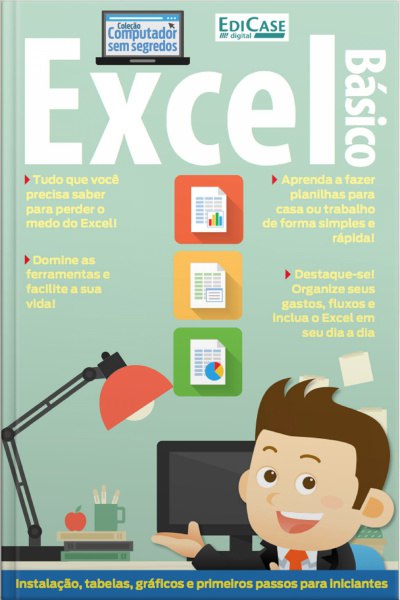 Coleção
Computador
sem segredos
EDICASE
digital
Excel
Básico
Tudo que você
precisa saber
para perder o
medo do Excel!
Domine as
ferramentas e
facilite a sua
vida!
Aprenda a fazer
planilhas para
casa ou trabalho
de forma simples e
rápida!
Destaque-se!
Organize seus
gastos, fluxos e
inclua o Excel em
seu dia a dia
Instalação, tabelas, gráficos e primeiros passos para iniciantes